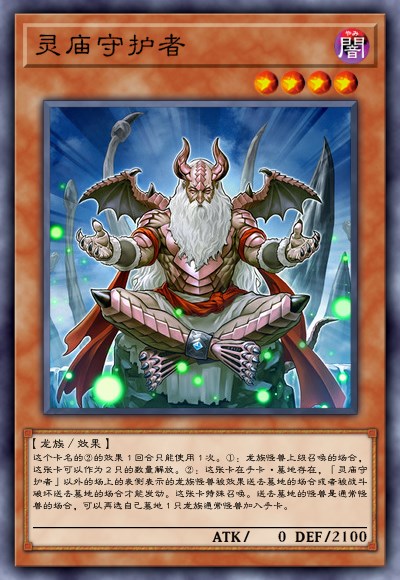 灵庙守护者
やみ
闇
【龙族／效果】
这个卡名的②的效果1回合只能使用1次。①：龙族怪兽上级召唤的场合，
这张卡可以作为2只的数量解放。②：这张卡在手卡·墓地存在，「灵庙守
护者」以外的场上的表侧表示的龙族怪兽被效果送去墓地的场合或者被战斗
破坏送去墓地的场合才能发动。这张卡特殊召唤。送去墓地的怪兽是通常怪
兽的场合，可以再选自己墓地1只龙族通常怪兽加入手卡。
ATK/ 0 DEF/2100